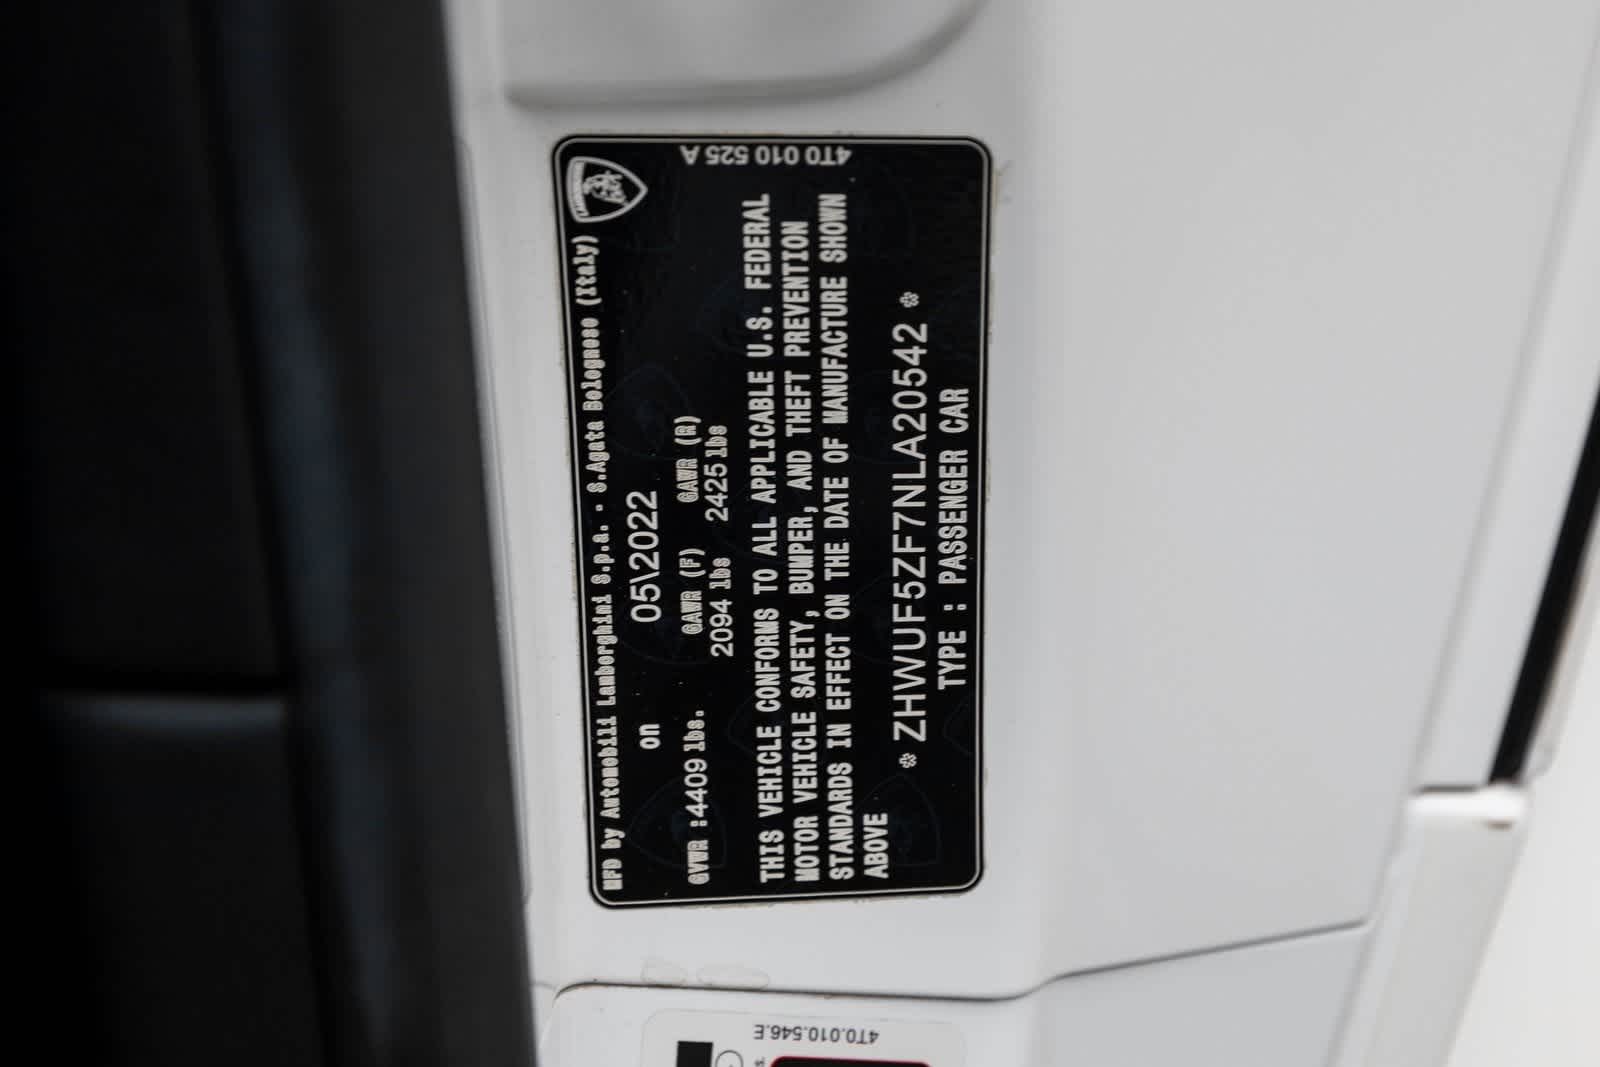 MFD by Automobili Lamborghini S.p.a. - S.Agata Bolognese (Italy)
LAMBORGHINI
on 05\2022
GAWR (F) GAWR (R)
GVWR :4409 lbs. 2094 lbs 2425 lbs
THIS VEHICLE CONFORMS TO ALL APPLICABLE U.S. FEDERAL
MOTOR VEHICLE SAFETY, BUMPER, AND THEFT PREVENTION
STANDARDS IN EFFECT ON THE DATE OF MANUFACTURE SHOWN
ABOVE
* ZHWUF5ZF7NLA20542 *
TYPE : PASSENGER CAR
4T0 010 525 A
4T0.010.546.E